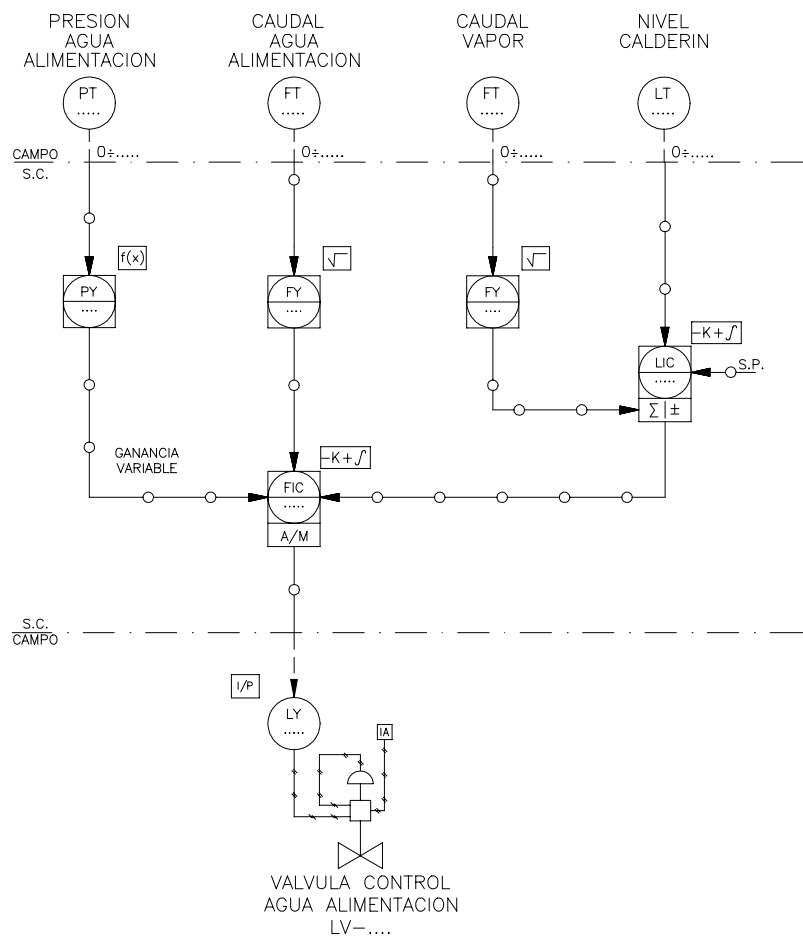 PRESION
AGUA
ALIMENTACION
CAUDAL
AGUA
ALIMENTACION
CAUDAL
VAPOR
NIVEL
CALDERIN
PT
.....
FT
.....
FT
.....
LT
.....
CAMPO
S.C.
0÷.....
0÷.....
0÷.....
0÷.....
f(x)
√
√
PY
....
FY
....
FY
....
-K+∫
LIC
.....
S.P.
∑|±
GANANCIA
VARIABLE
-K+∫
FIC
.....
A/M
S.C.
CAMPO
I/P
LY
.....
IA
VALVULA CONTROL
AGUA ALIMENTACION
LV-....